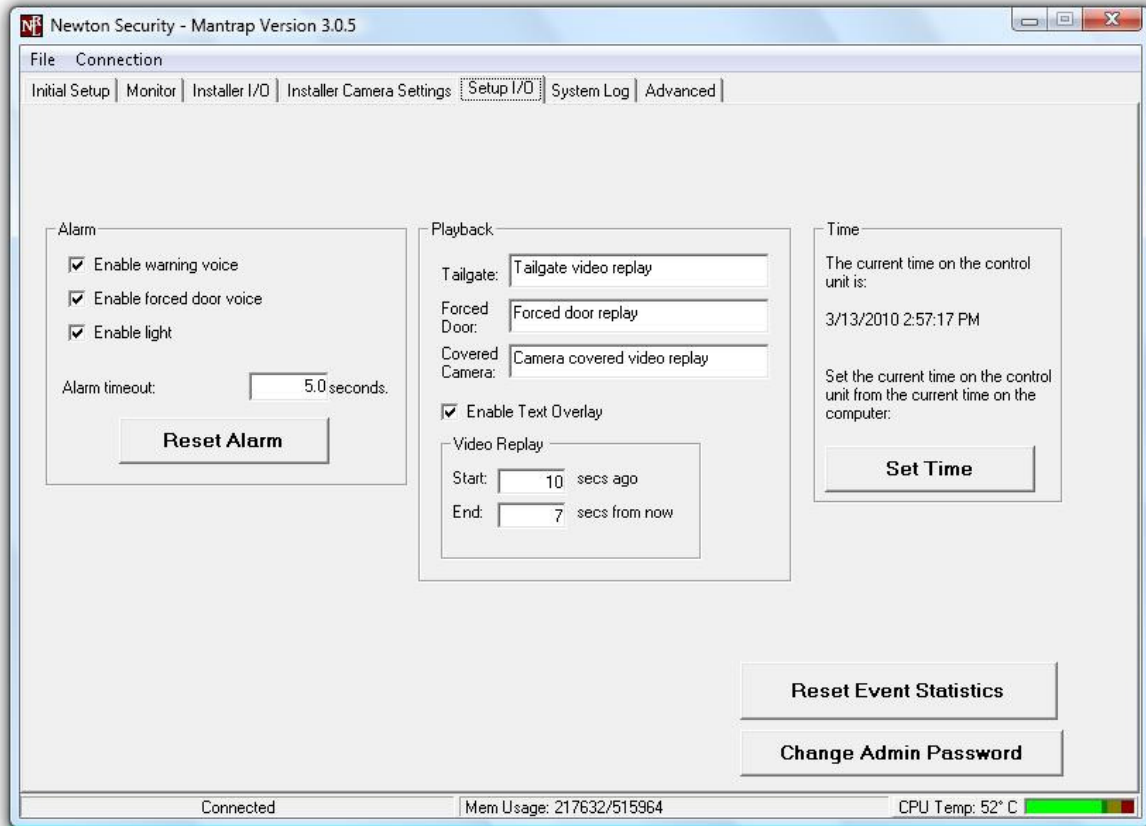 Newton Security - Mantrap Version 3.0.5
File Connection
Initial Setup Monitor Installer I/O Installer Camera Settings Setup I/O System Log Advanced
Alarm
Enable warning voice
Enable forced door voice
Enable light
Alarm timeout: 5.0 seconds.
Reset Alarm
Playback
Tailgate: Tailgate video replay
Forced
Door: Forced door replay
Covered
Camera: Camera covered video replay
Enable Text Overlay
Video Replay
Start: 10 secs ago
End: 7 secs from now
Time
The current time on the control
unit is:
3/13/2010 2:57:17 PM
Set the current time on the control
unit from the current time on the
computer:
Set Time
Reset Event Statistics
Change Admin Password
Connected Mem Usage: 217632/515964 CPU Temp: 52° C